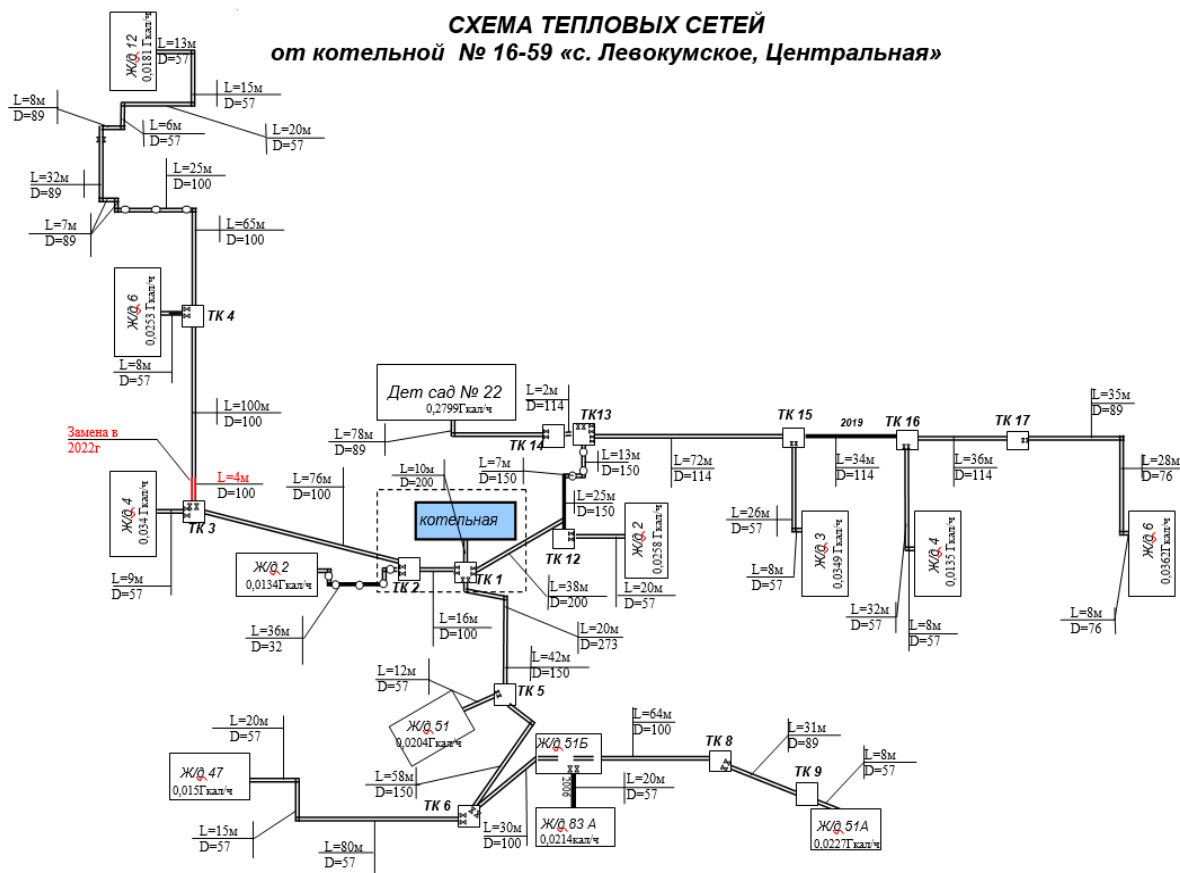 СХЕМА ТЕПЛОВЫХ СЕТЕЙ
от котельной № 16-59 «с. Левокумское, Центральная»
Ж/д 12
0,0181 Гкал/ч
L=13м
D=57
L=15м
D=57
L=8м
D=89
L=6м
D=57
L=20м
D=57
L=32м
D=89
L=25м
D=100
L=7м
D=89
L=65м
D=100
Ж/д 6
0,0253 Гкал/ч
ТК 4
L=8м
D=57
L=100м
D=100
Замена в
2022г
L=4м
D=100
L=76м
D=100
Ж/д 4
0,034 Гкал/ч
ТК 3
L=9м
D=57
Ж/д 2
0,0134Гкал/ч
L=36м
D=32
ТК 2
L=16м
D=100
Дет сад № 22
0,2799Гкал/ч
L=78м
D=89
L=2м
D=114
ТК13
ТК 14
L=10м
D=200
L=7м
D=150
L=13м
D=150
L=72м
D=114
котельная
L=25м
D=150
ТК 12
Ж/д 2
0,0258 Гкал/ч
L=20м
D=57
ТК 1
L=38м
D=200
L=20м
D=273
ТК 15
2019
ТК 16
ТК 17
L=35м
D=89
L=34м
D=114
L=36м
D=114
L=28м
D=76
L=26м
D=57
L=8м
D=57
Ж/д 3
0,0349 Гкал/ч
Ж/д 4
0,0135 Гкал/ч
L=32м
D=57
L=8м
D=57
Ж/д 6
0,0362Гкал/ч
L=8м
D=76
L=42м
D=150
L=12м
D=57
ТК 5
Ж/д 51
0,0204Гкал/ч
L=20м
D=57
Ж/д 47
0,015Гкал/ч
L=58м
D=150
L=15м
D=57
L=80м
D=57
ТК 6
L=30м
D=100
Ж/д 51Б
L=64м
D=100
2006
L=20м
D=57
Ж/д 83 А
0,0214кал/ч
ТК 8
L=31м
D=89
ТК 9
L=8м
D=57
Ж/д 51А
0,0227Гкал/ч